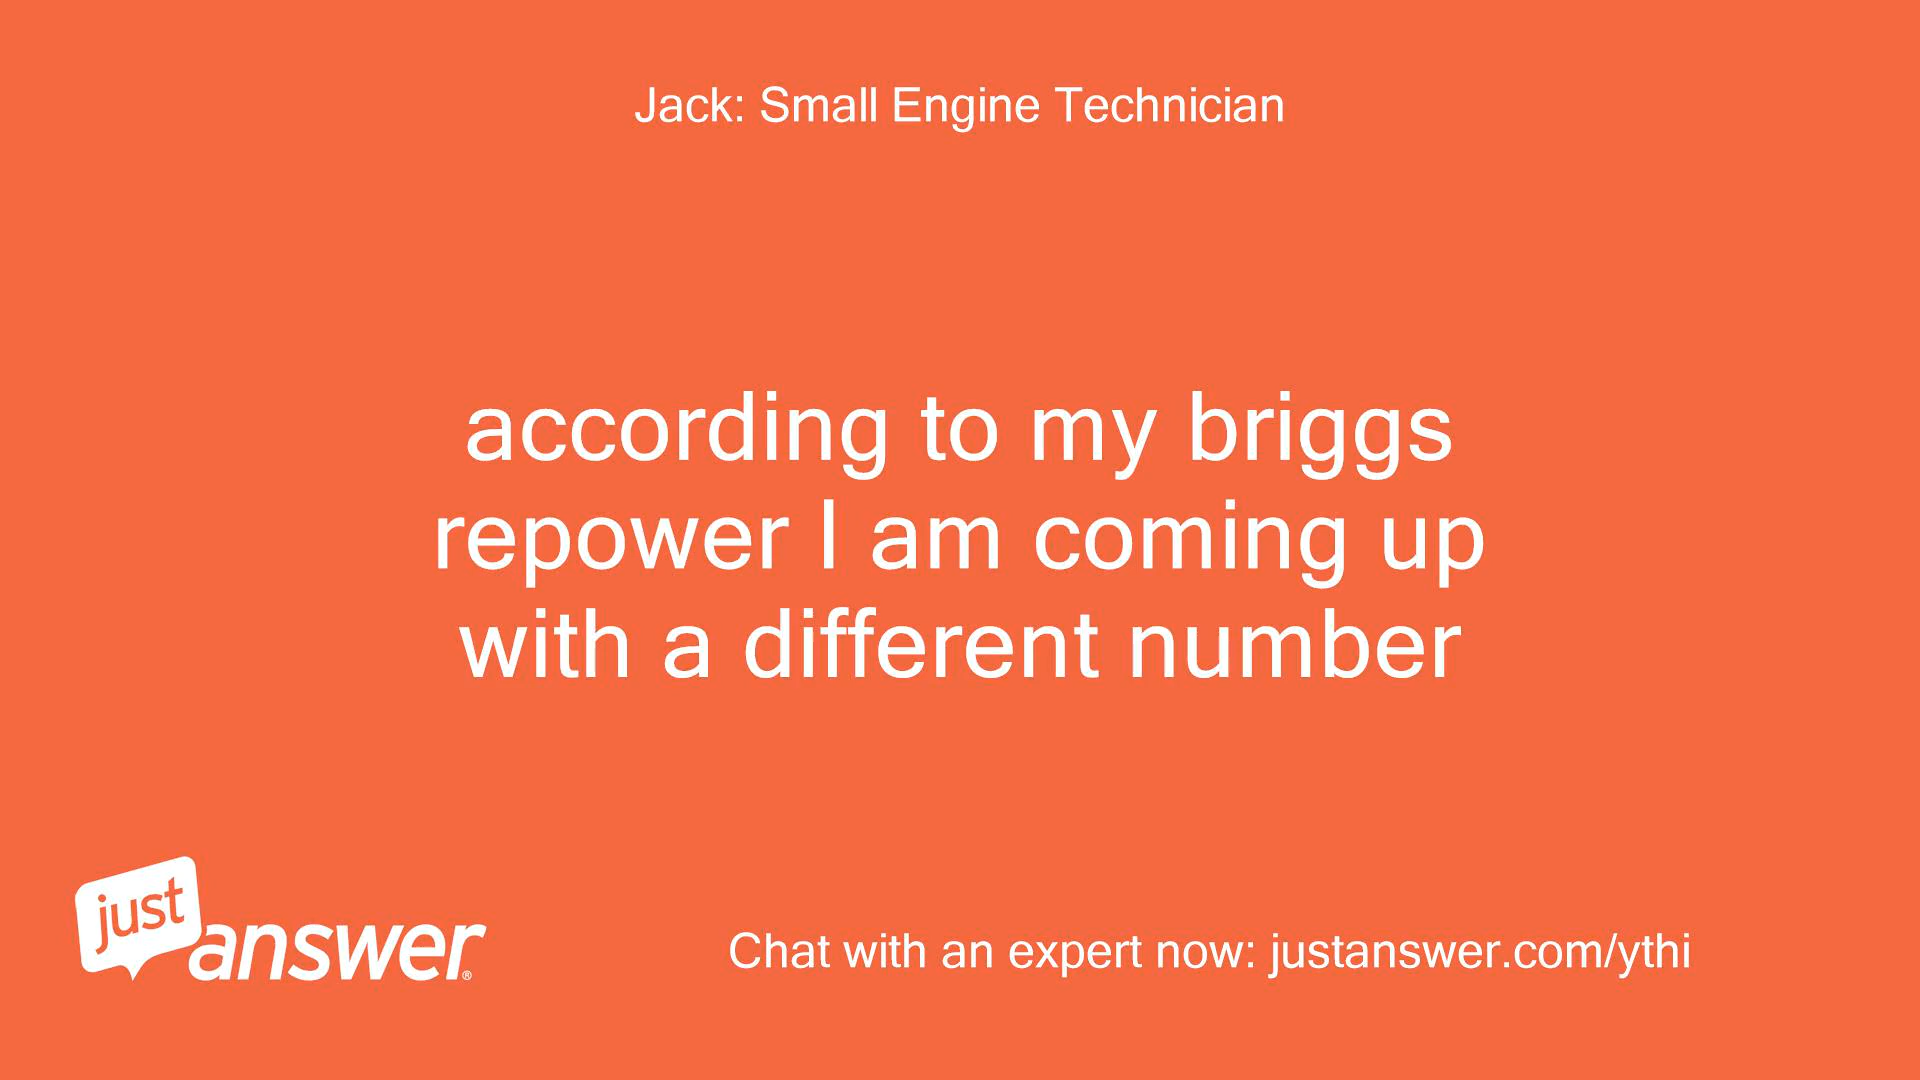 Jack: Small Engine Technician
according to my briggs
repower I am coming up
with a different number
just
answer®
Chat with an expert now: justanswer.com/ythi